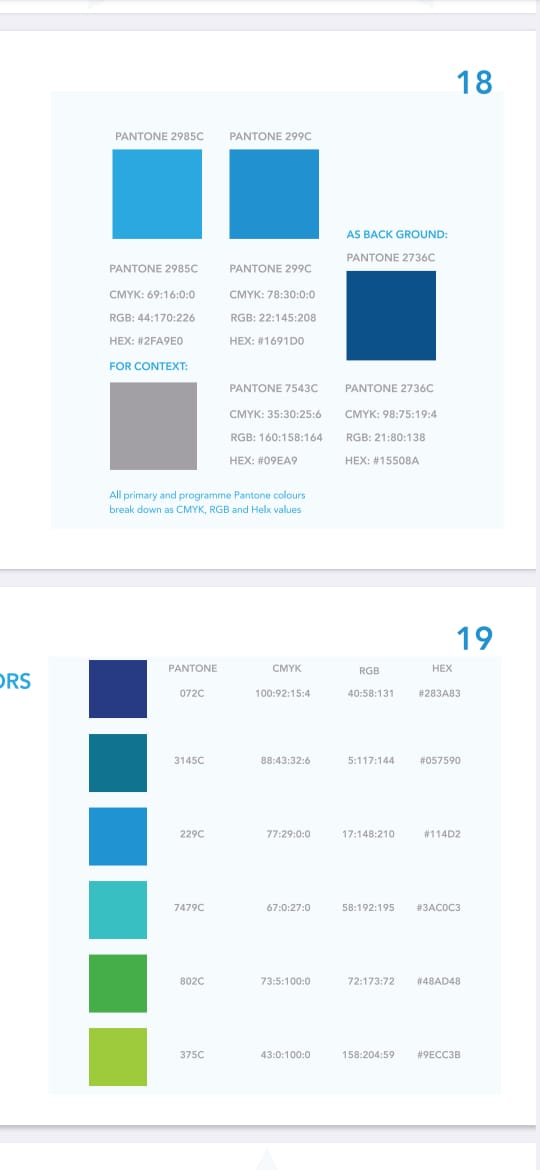 18
PANTONE 2985C PANTONE 299C
AS BACK GROUND:
PANTONE 2736C
PANTONE 2985C PANTONE 299C
CMYK: 69:16:0:0 CMYK: 78:30:0:0
RGB: 44:170:226 RGB: 22:145:208
HEX: #2FA9E0 HEX: #1691D0
FOR CONTEXT:
PANTONE 7543C PANTONE 2736C
CMYK: 35:30:25:6 CMYK: 98:75:19:4
RGB: 160:158:164 RGB: 21:80:138
HEX: #09EA9 HEX: #15508A
All primary and programme Pantone colours
break down as CMYK, RGB and Helx values
19
ORS
PANTONE CMYK RGB HEX
072C 100:92:15:4 40:58:131 #283A83
3145C 88:43:32:6 5:117:144 #057590
229C 77:29:0:0 17:148:210 #114D2
7479C 67:0:27:0 58:192:195 #3AC0C3
802C 73:5:100:0 72:173:72 #48AD48
375C 43:0:100:0 158:204:59 #9ECC3B